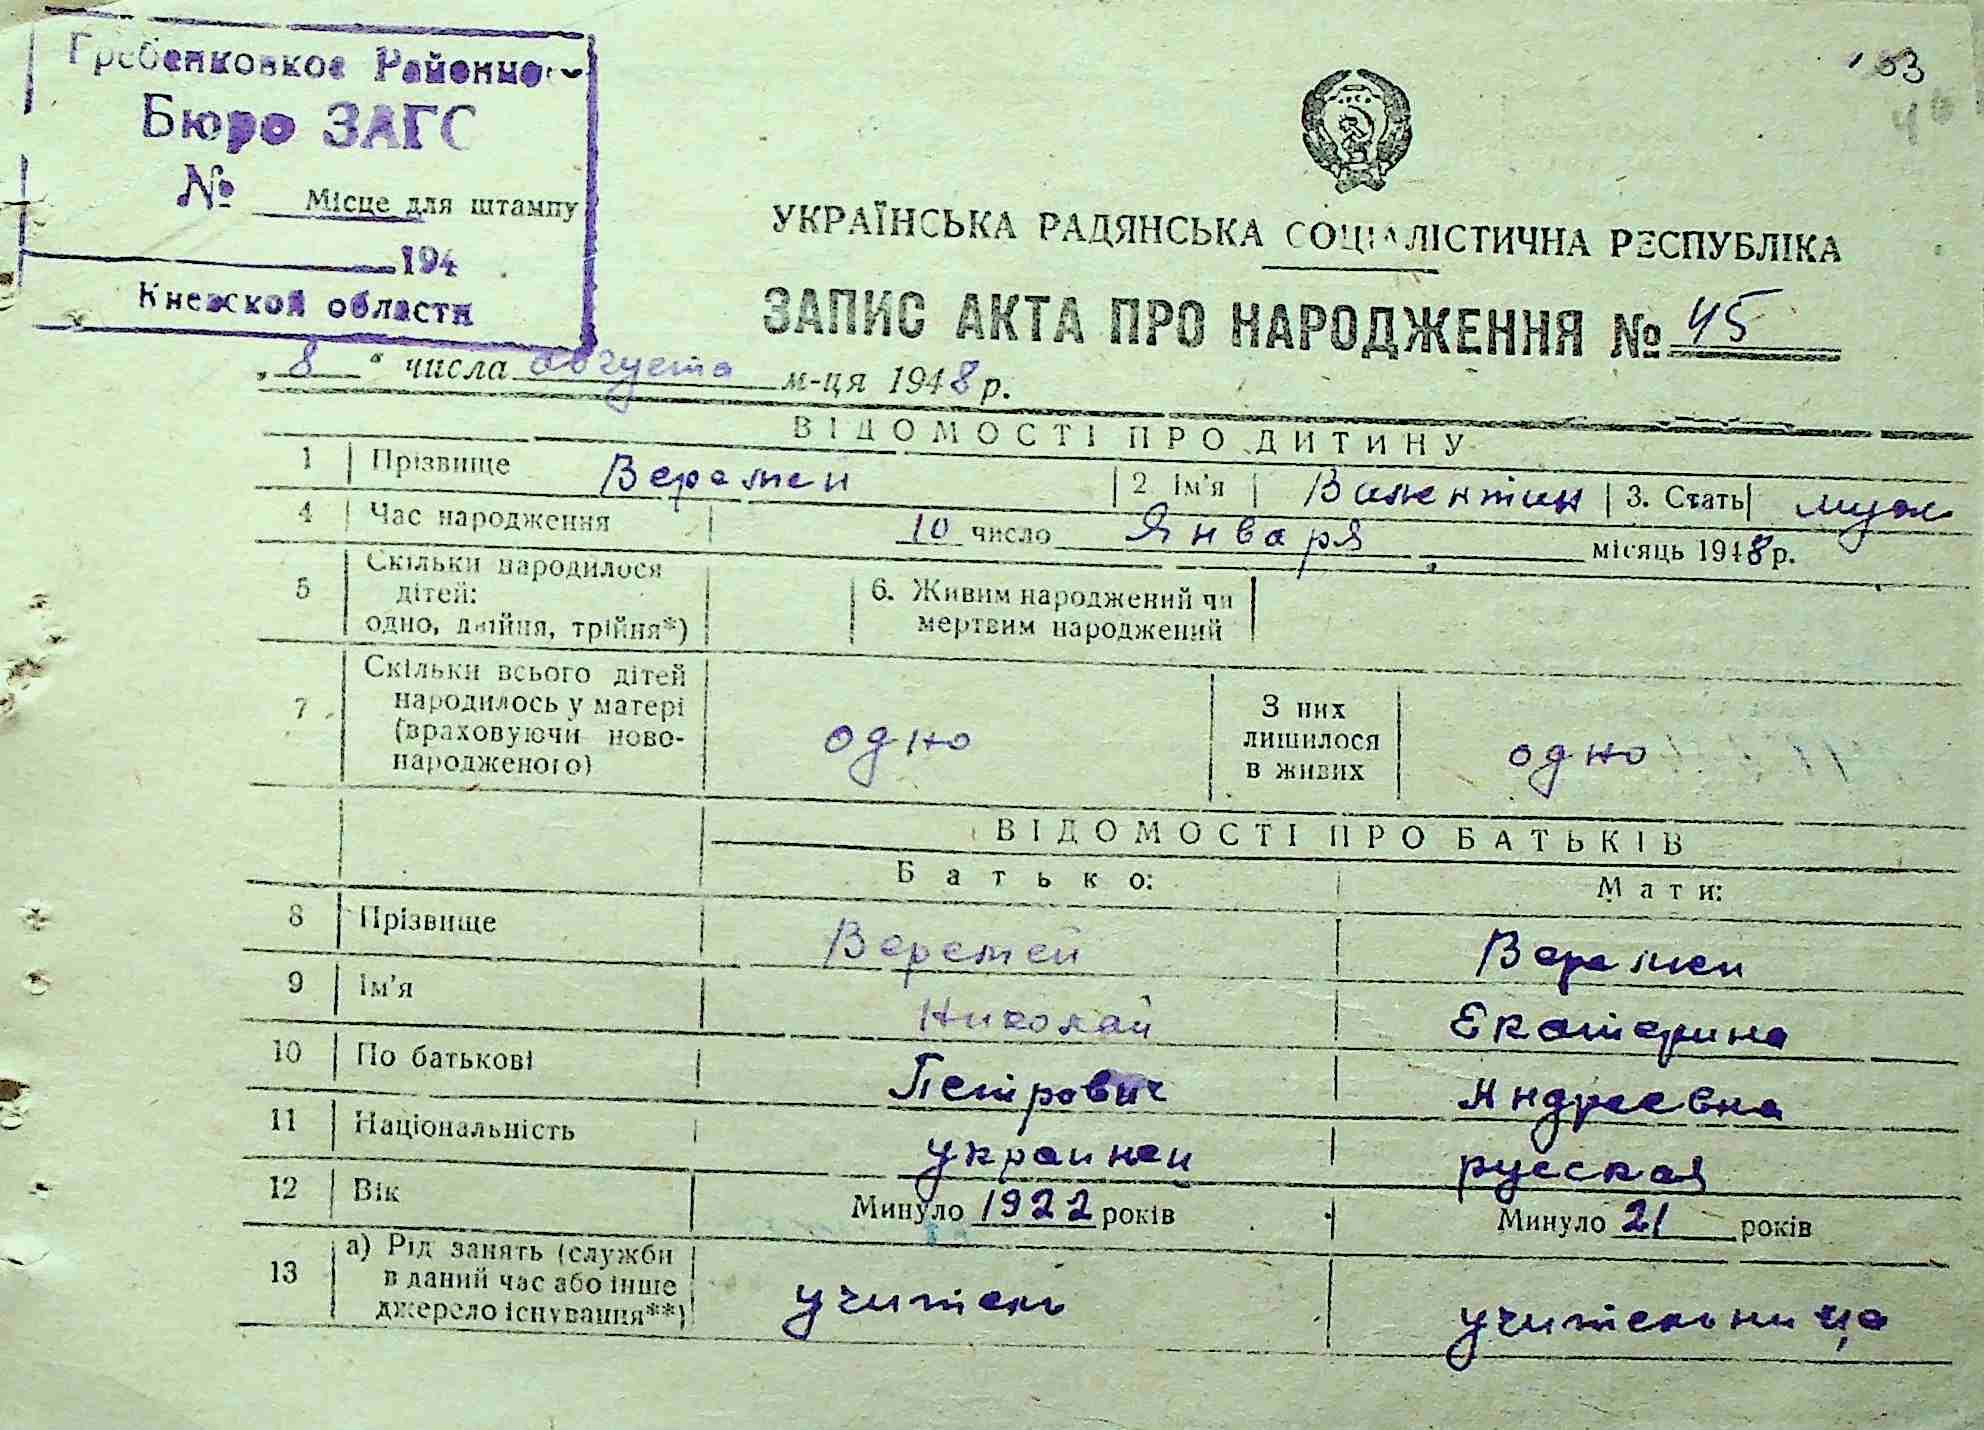 Гребенковское Районное
Бюро ЗАГС
№ Місце для штампу
194
Киевской области
УКРАЇНСЬКА РАДЯНСЬКА СОЦІАЛІСТИЧНА РЕСПУБЛІКА
ЗАПИС АКТА ПРО НАРОДЖЕННЯ № 45
„8“ числа августа м-ця 1948 р.
ВІДОМОСТІ ПРО ДИТИНУ
1 Прізвище Веремей 2 Ім'я Валентин 3. Стать муж
4 Час народження 10 число Января місяць 1948 р.
5 Скільки народилося
дітей:
одно, двійня, трійня*)
6. Живим народжений чи
мертвим народжений
7 Скільки всього дітей
народилось у матері
(враховуючи ново-
народженого)
одно
З них
лишилося
в живих
одно
ВІДОМОСТІ ПРО БАТЬКІВ
Батько: Мати:
8 Прізвище Веремей Веремей
9 Ім'я Николай Екатерина
10 По батькові Петрович Андреевна
11 Національність украинец русская
12 Вік Минуло 1922 років Минуло 21 років
13 а) Рід занять (служби
в даний час або інше
джерело існування**)
учитель учительница